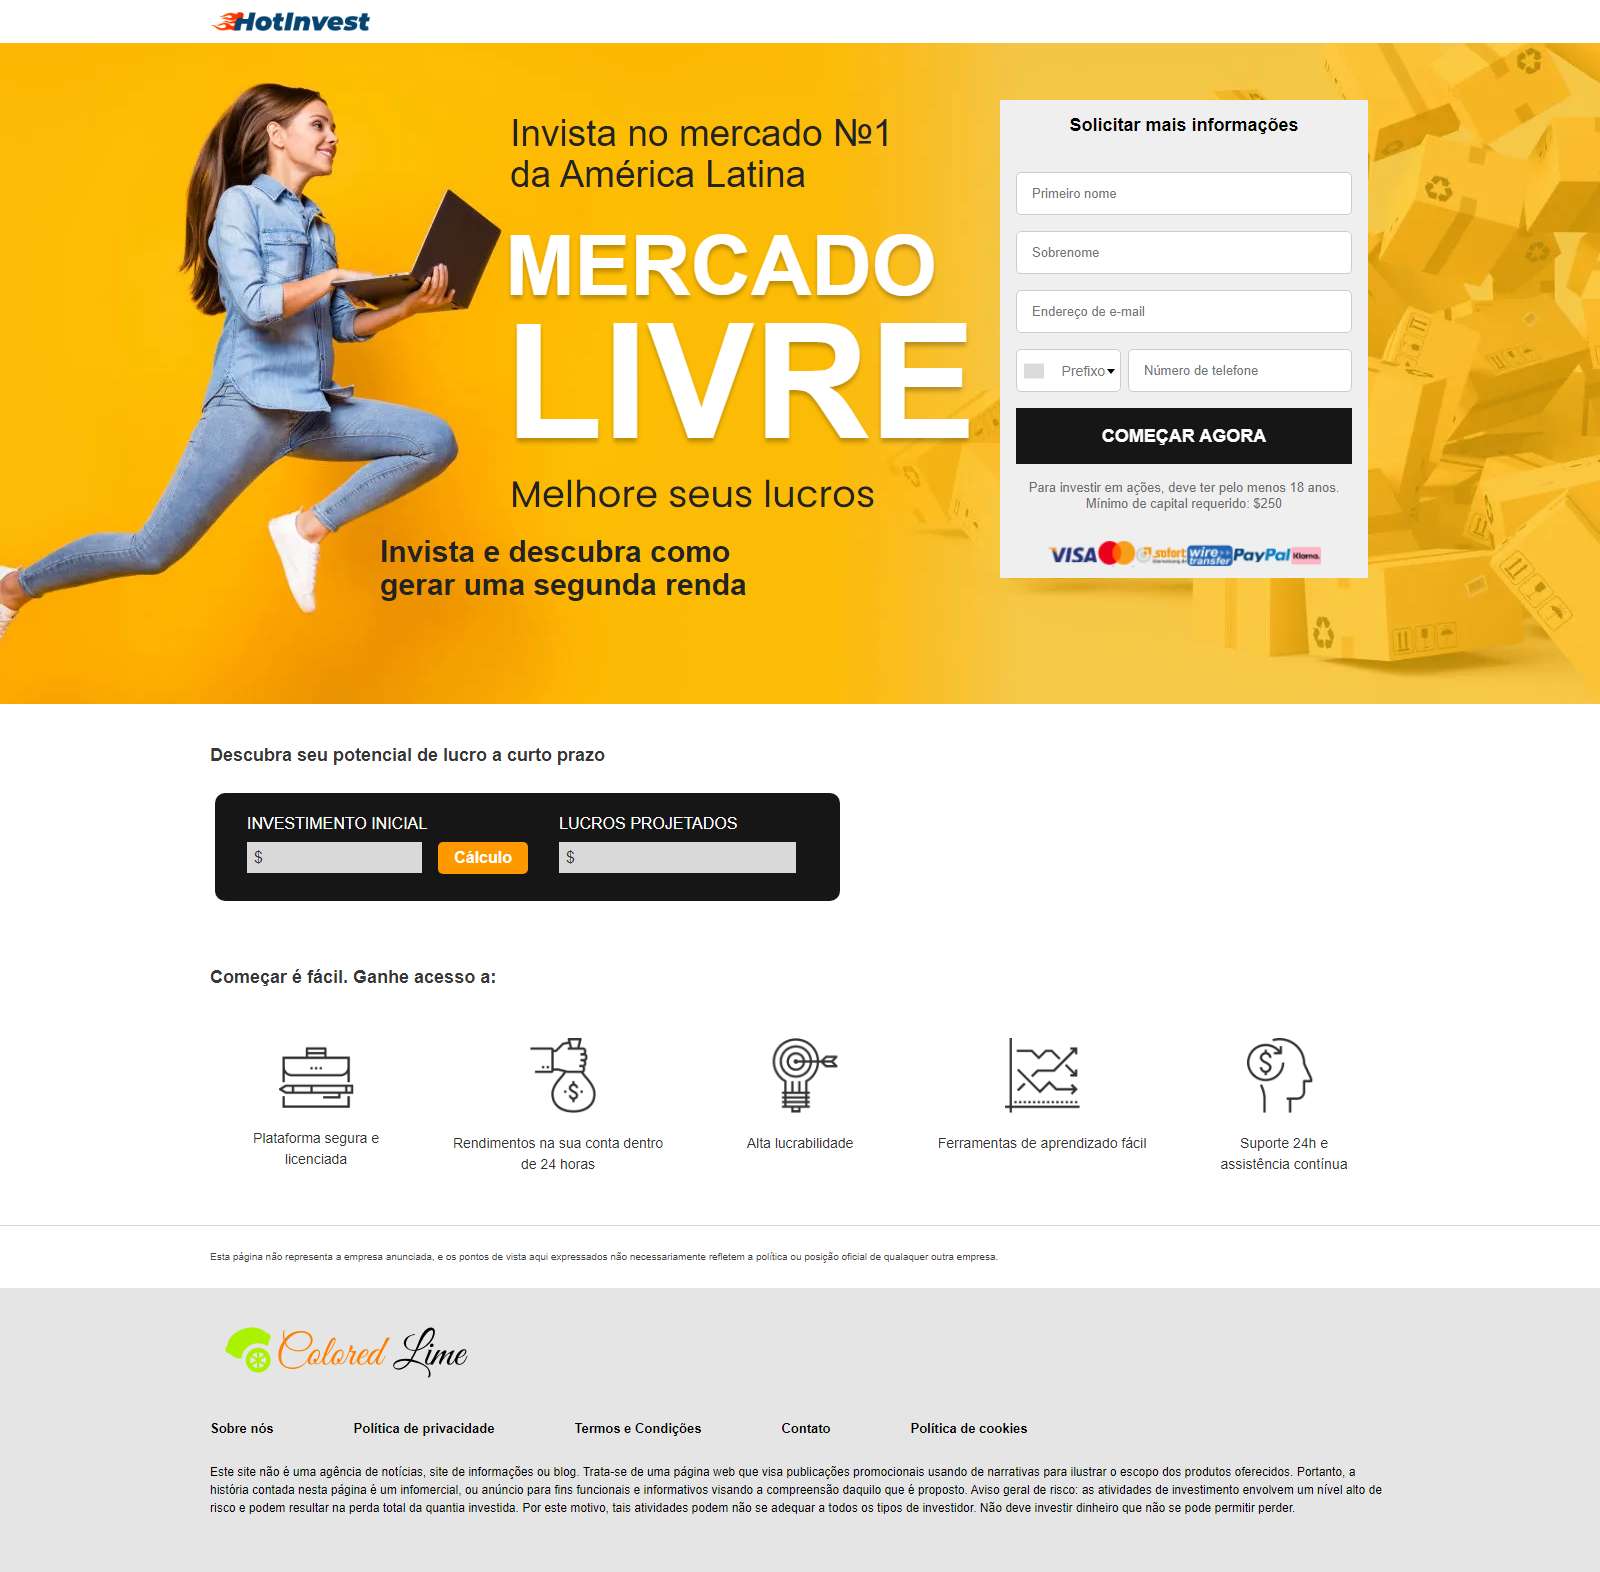 HotInvest
Invista no mercado №1
da América Latina
MERCADO
LIVRE
Melhore seus lucros
Invista e descubra como
gerar uma segunda renda
Solicitar mais informações
Primeiro nome
Sobrenome
Endereço de e-mail
Prefixo
Número de telefone
COMEÇAR AGORA
Para investir em ações, deve ter pelo menos 18 anos.
Mínimo de capital requerido: $250
VISA sofort wire transfer PayPal Klarna.
Descubra seu potencial de lucro a curto prazo
INVESTIMENTO INICIAL
LUCROS PROJETADOS
$
Cálculo
$
Começar é fácil. Ganhe acesso a:
Plataforma segura e
licenciada
Rendimentos na sua conta dentro
de 24 horas
Alta lucrabilidade
Ferramentas de aprendizado fácil
Suporte 24h e
assistência contínua
Esta página não representa a empresa anunciada, e os pontos de vista aqui expressados não necessariamente refletem a política ou posição oficial de qualaquer outra empresa.
Colored Lime
Sobre nós
Política de privacidade
Termos e Condições
Contato
Política de cookies
Este site não é uma agência de notícias, site de informações ou blog. Trata-se de uma página web que visa publicações promocionais usando de narrativas para ilustrar o escopo dos produtos oferecidos. Portanto, a
história contada nesta página é um infomercial, ou anúncio para fins funcionais e informativos visando a compreensão daquilo que é proposto. Aviso geral de risco: as atividades de investimento envolvem um nível alto de
risco e podem resultar na perda total da quantia investida. Por este motivo, tais atividades podem não se adequar a todos os tipos de investidor. Não deve investir dinheiro que não se pode permitir perder.